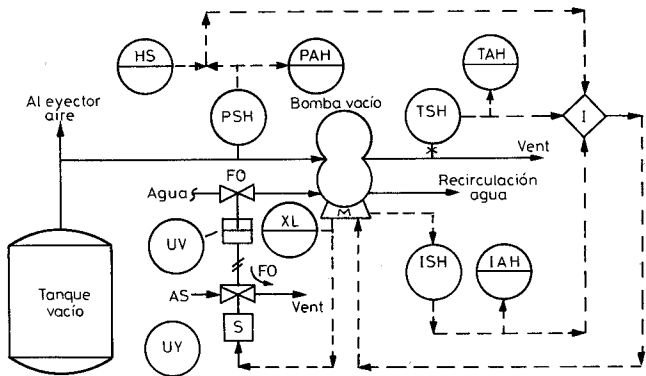 HS
PAH
TAH
Al eyector
aire
PSH
Bomba vacío
TSH
I
Vent
Agua
FO
Recirculación
agua
M
UV
XL
FO
ISH
IAH
Tanque
vacío
AS
Vent
S
UY